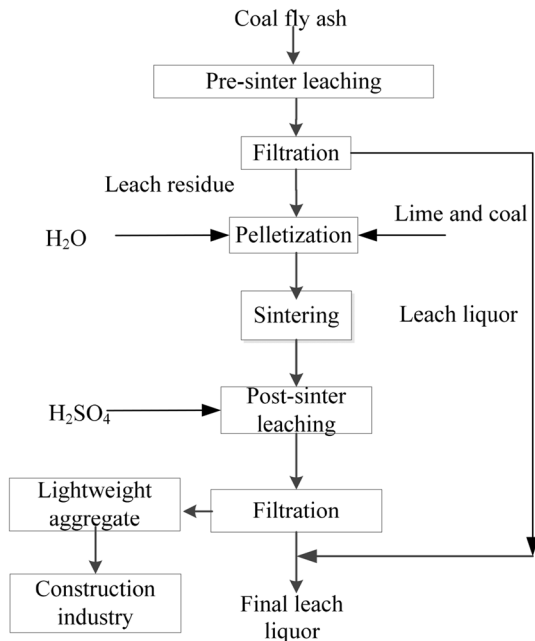 Coal fly ash
Pre-sinter leaching
Filtration
Leach residue
Lime and coal
H₂O
Pelletization
Sintering
Leach liquor
Post-sinter
leaching
H₂SO₄
Lightweight
aggregate
Filtration
Construction
industry
Final leach
liquor